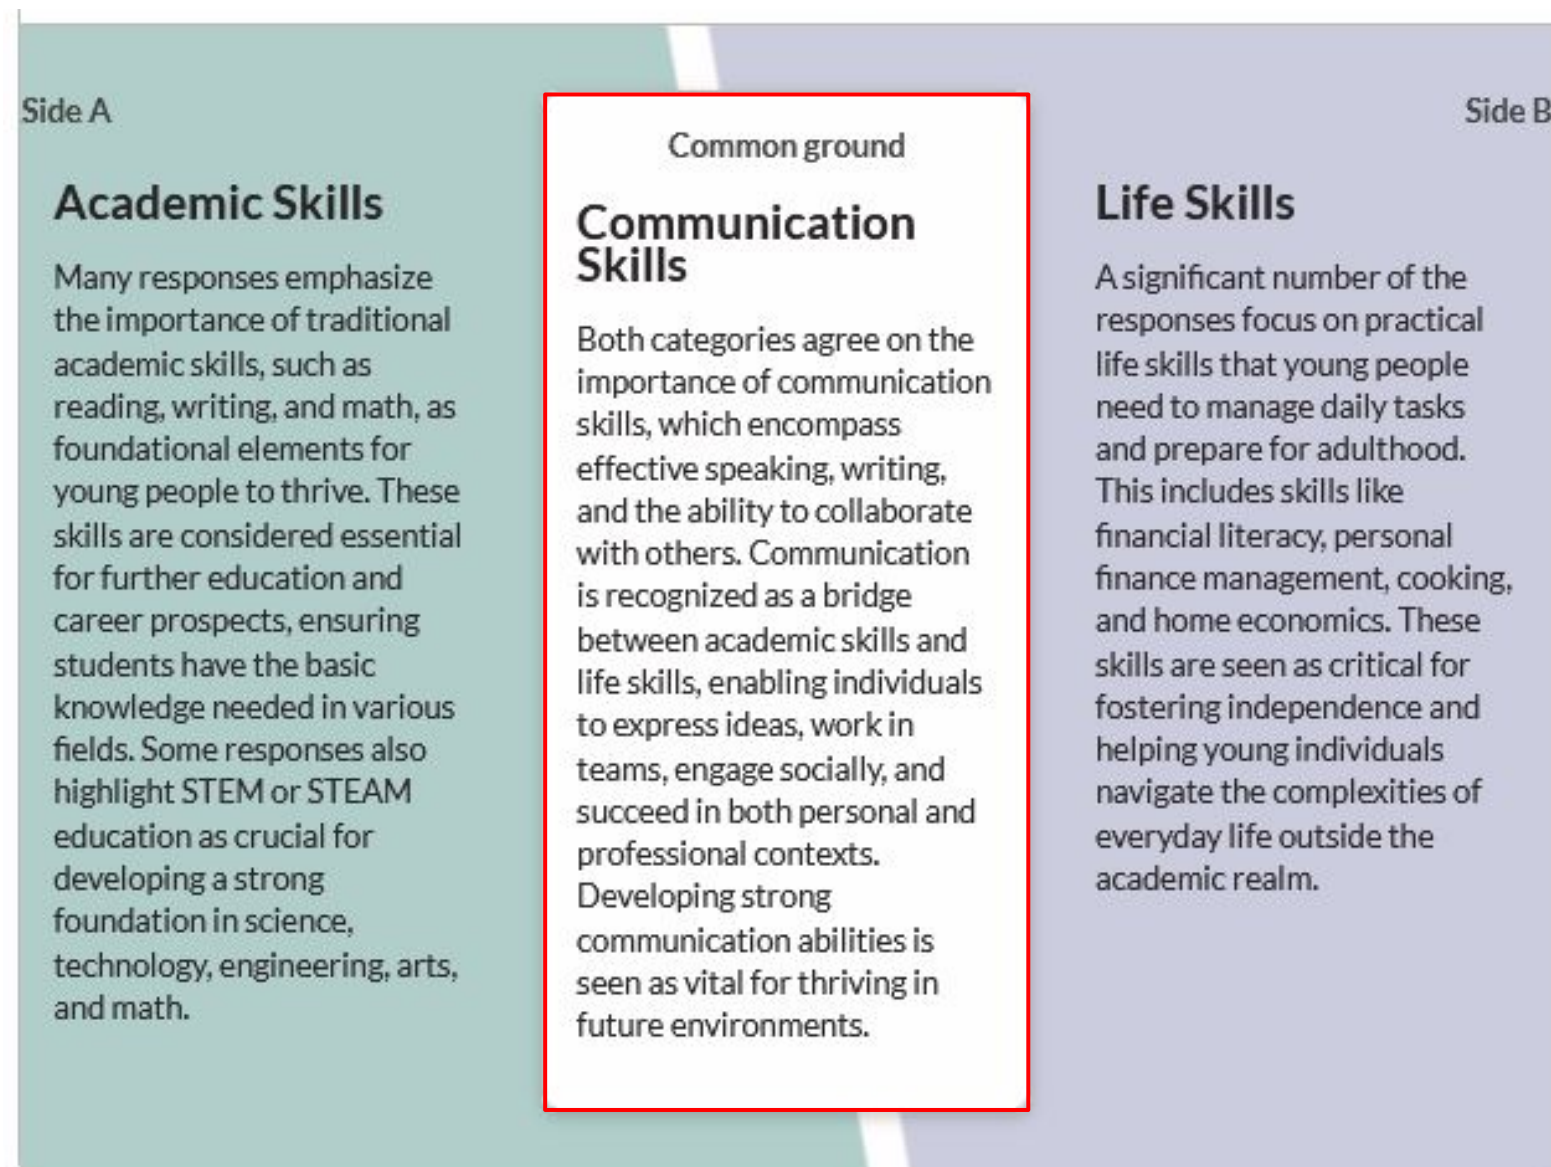 Side A
Academic Skills
Many responses emphasize
the importance of traditional
academic skills, such as
reading, writing, and math, as
foundational elements for
young people to thrive. These
skills are considered essential
for further education and
career prospects, ensuring
students have the basic
knowledge needed in various
fields. Some responses also
highlight STEM or STEAM
education as crucial for
developing a strong
foundation in science,
technology, engineering, arts,
and math.
Common ground
Communication
Skills
Both categories agree on the
importance of communication
skills, which encompass
effective speaking, writing,
and the ability to collaborate
with others. Communication
is recognized as a bridge
between academic skills and
life skills, enabling individuals
to express ideas, work in
teams, engage socially, and
succeed in both personal and
professional contexts.
Developing strong
communication abilities is
seen as vital for thriving in
future environments.
Side B
Life Skills
A significant number of the
responses focus on practical
life skills that young people
need to manage daily tasks
and prepare for adulthood.
This includes skills like
financial literacy, personal
finance management, cooking,
and home economics. These
skills are seen as critical for
fostering independence and
helping young individuals
navigate the complexities of
everyday life outside the
academic realm.